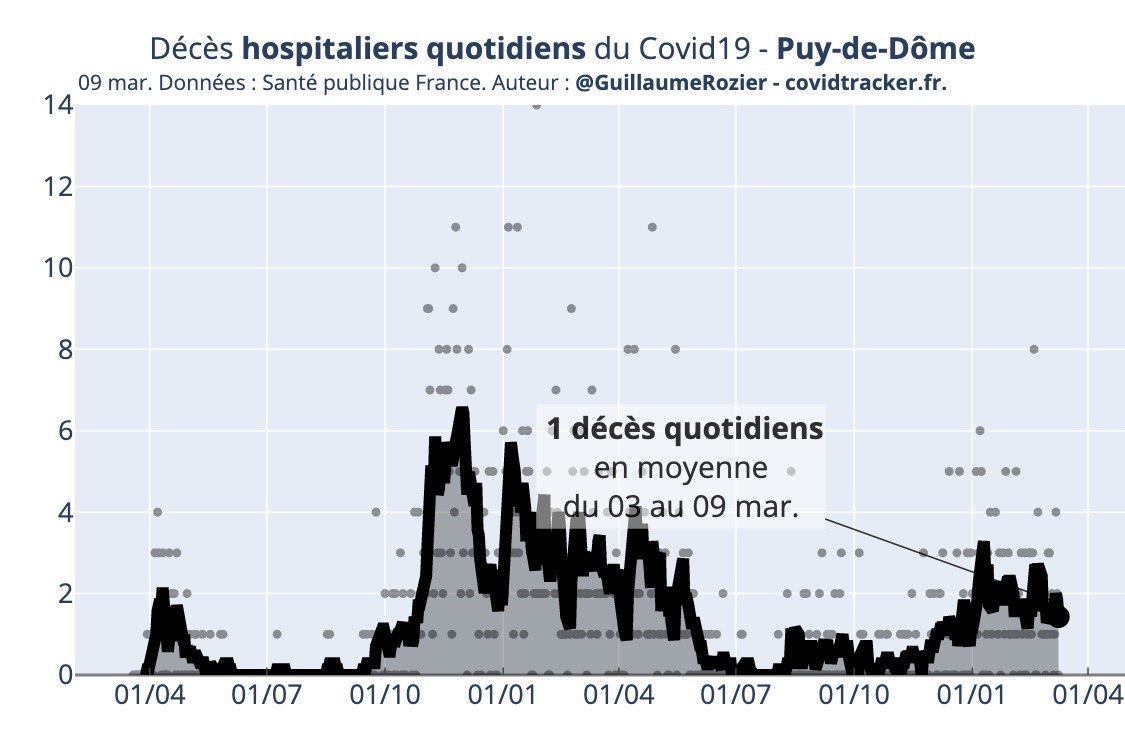 Décès hospitaliers quotidiens du Covid19 - Puy-de-Dôme
09 mar. Données : Santé publique France. Auteur : @GuillaumeRozier - covidtracker.fr.
14
12
10
8
6
4
2
0
1 décès quotidiens
en moyenne
du 03 au 09 mar.
01/04 01/07 01/10 01/01 01/04 01/07 01/10 01/01 01/04